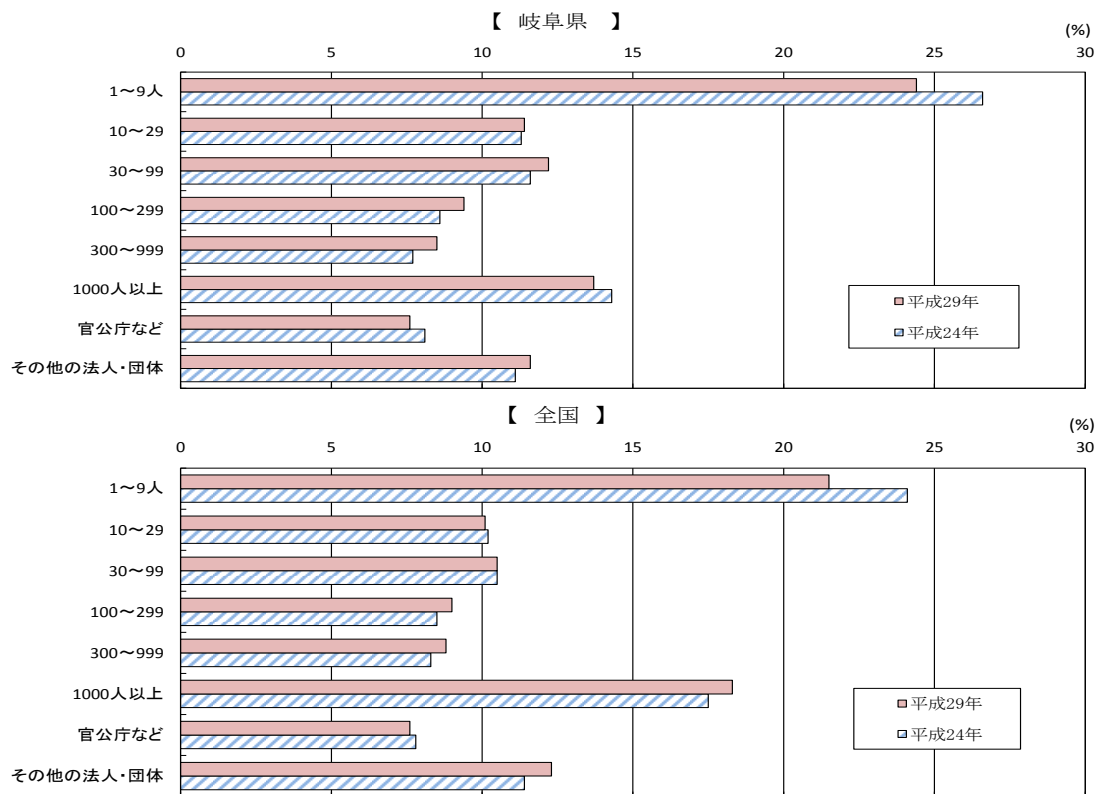 【 岐阜県 】
(%)
0 5 10 15 20 25 30
1～9人
10～29
30～99
100～299
300～999
1000人以上
官公庁など
その他の法人・団体
平成29年
平成24年
【 全国 】
(%)
0 5 10 15 20 25 30
1～9人
10～29
30～99
100～299
300～999
1000人以上
官公庁など
その他の法人・団体
平成29年
平成24年